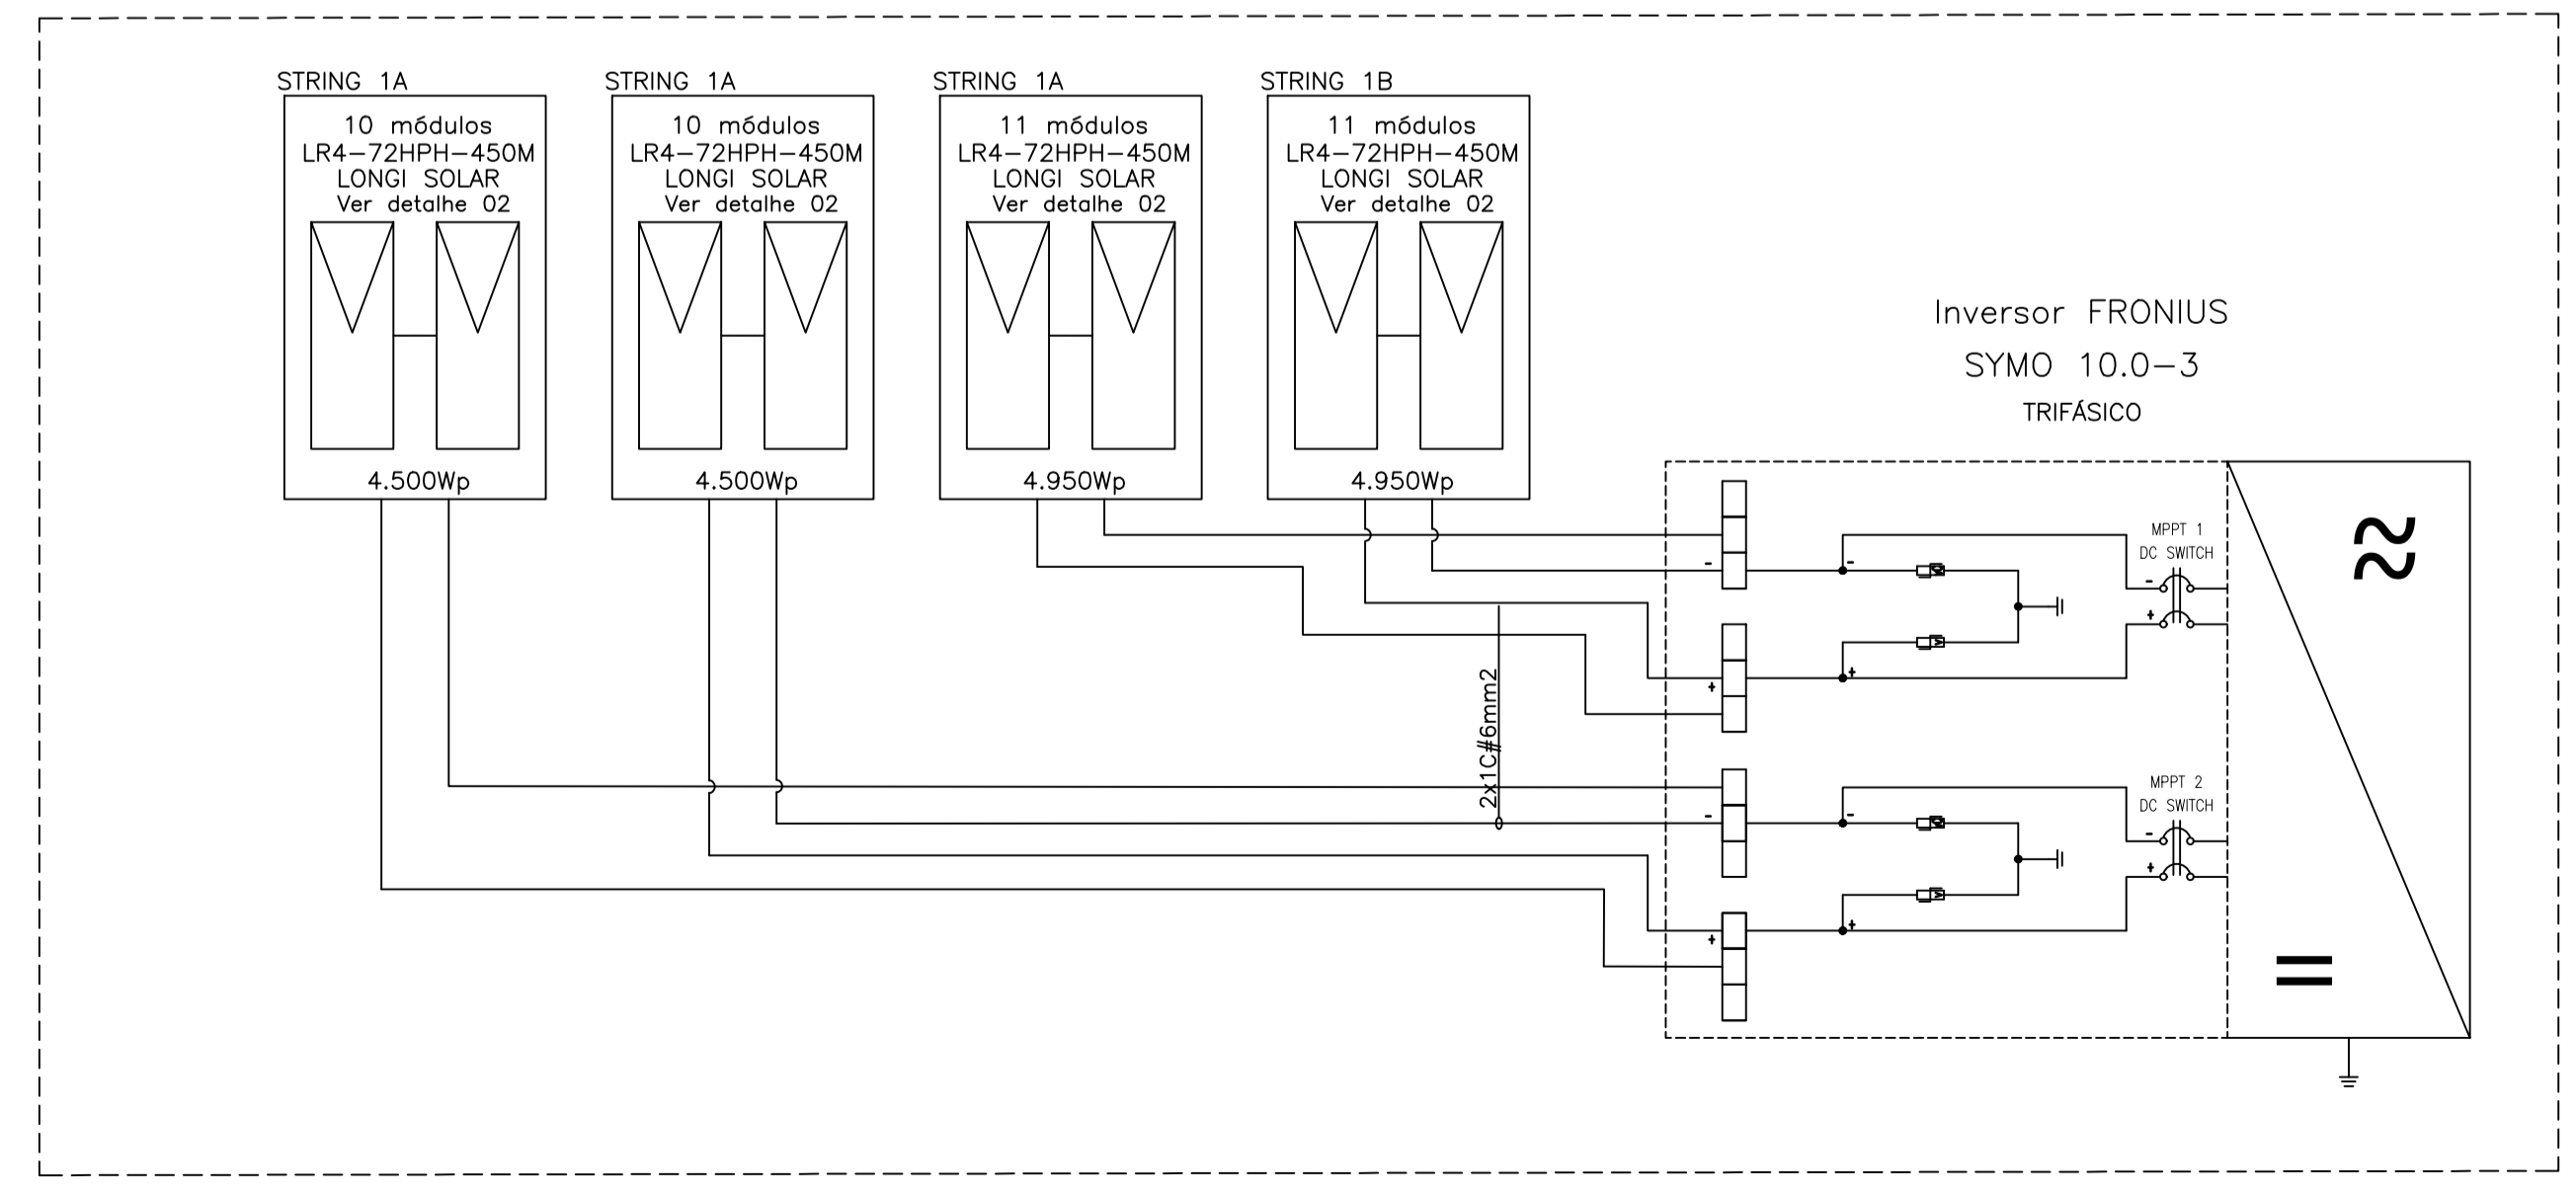 STRING 1A
10 módulos
LR4-72HPH-450M
LONGI SOLAR
Ver detalhe 02
4.500Wp
STRING 1A
10 módulos
LR4-72HPH-450M
LONGI SOLAR
Ver detalhe 02
4.500Wp
STRING 1A
11 módulos
LR4-72HPH-450M
LONGI SOLAR
Ver detalhe 02
4.950Wp
STRING 1B
11 módulos
LR4-72HPH-450M
LONGI SOLAR
Ver detalhe 02
4.950Wp
Inversor FRONIUS
SYMO 10.0-3
TRIFÁSICO
2x1C#6mm2
-
+
-
+
MPPT 1
DC SWITCH
-
+
-
+
-
+
MPPT 2
DC SWITCH
-
+